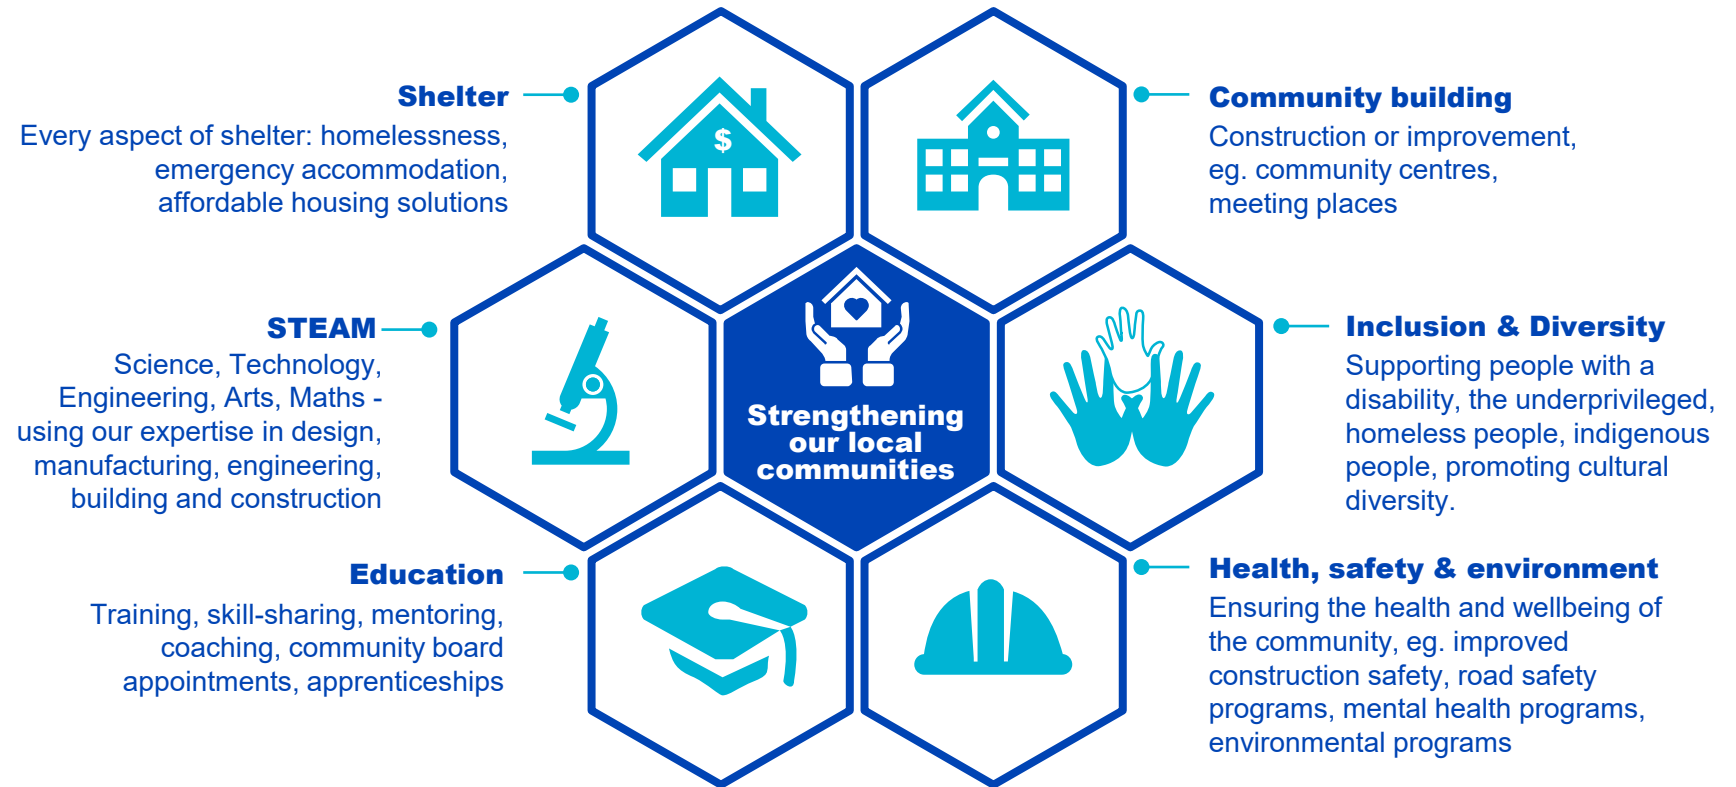 Shelter
Every aspect of shelter: homelessness,
emergency accommodation,
affordable housing solutions
$
Community building
Construction or improvement,
eg. community centres,
meeting places
STEAM
Science, Technology,
Engineering, Arts, Maths -
using our expertise in design,
manufacturing, engineering,
building and construction
Strengthening
our local
communities
Inclusion & Diversity
Supporting people with a
disability, the underprivileged,
homeless people, indigenous
people, promoting cultural
diversity.
Education
Training, skill-sharing, mentoring,
coaching, community board
appointments, apprenticeships
Health, safety & environment
Ensuring the health and wellbeing of
the community, eg. improved
construction safety, road safety
programs, mental health programs,
environmental programs